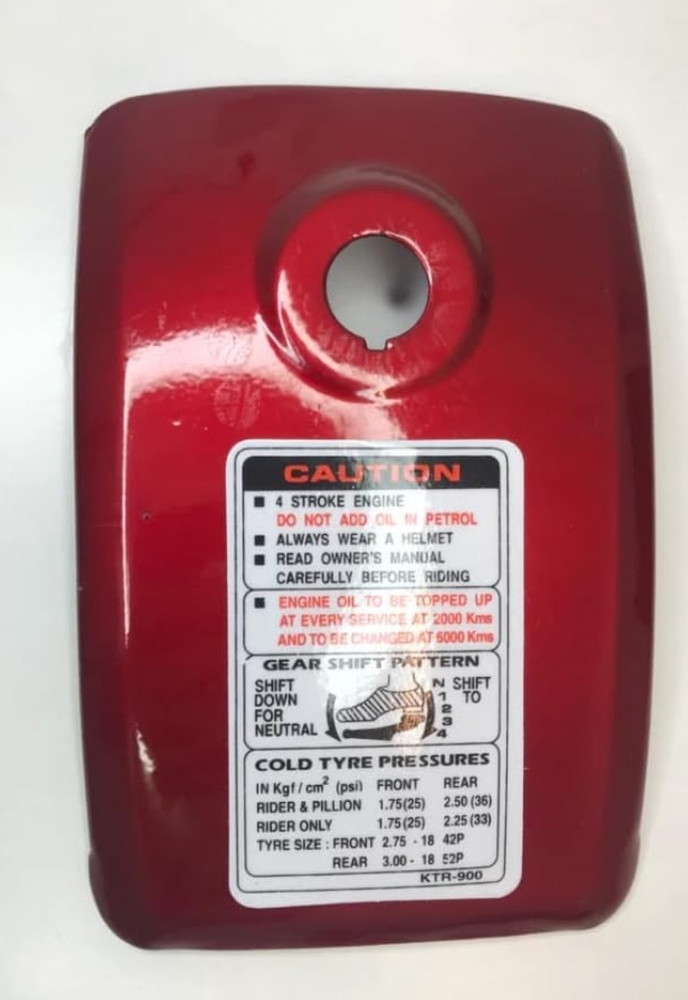 CAUTION
■ 4 STROKE ENGINE
DO NOT ADD OIL IN PETROL
■ ALWAYS WEAR A HELMET
■ READ OWNER'S MANUAL
CAREFULLY BEFORE RIDING
■ ENGINE OIL TO BE TOPPED UP
AT EVERY SERVICE AT 2000 Kms
AND TO BE CHANGED AT 6000 Kms
GEAR SHIFT PATTERN
SHIFT
DOWN
FOR
NEUTRAL
N SHIFT
1 TO
2
3
4
COLD TYRE PRESSURES
IN Kgf / cm² (psi) FRONT REAR
RIDER & PILLION 1.75 (25) 2.50 (36)
RIDER ONLY 1.75 (25) 2.25 (33)
TYRE SIZE : FRONT 2.75 - 18 42P
REAR 3.00 - 18 52P
KTR-900